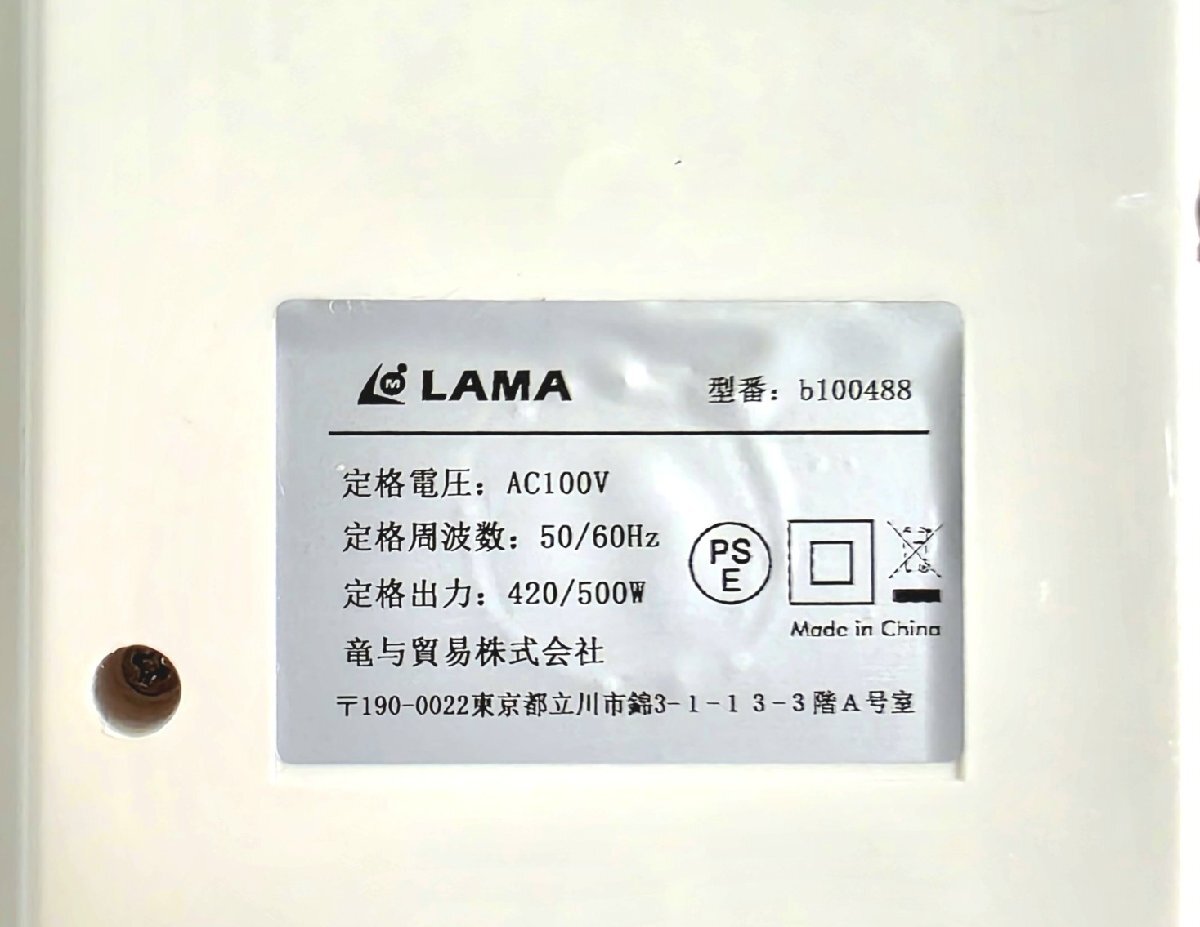 LAMA 型番：b100488
定格電圧：AC100V
定格周波数：50/60Hz
定格出力：420/500W
PS
E
Made in China
竜与貿易株式会社
〒190-0022東京都立川市錦3-１-１３-３階Ａ号室